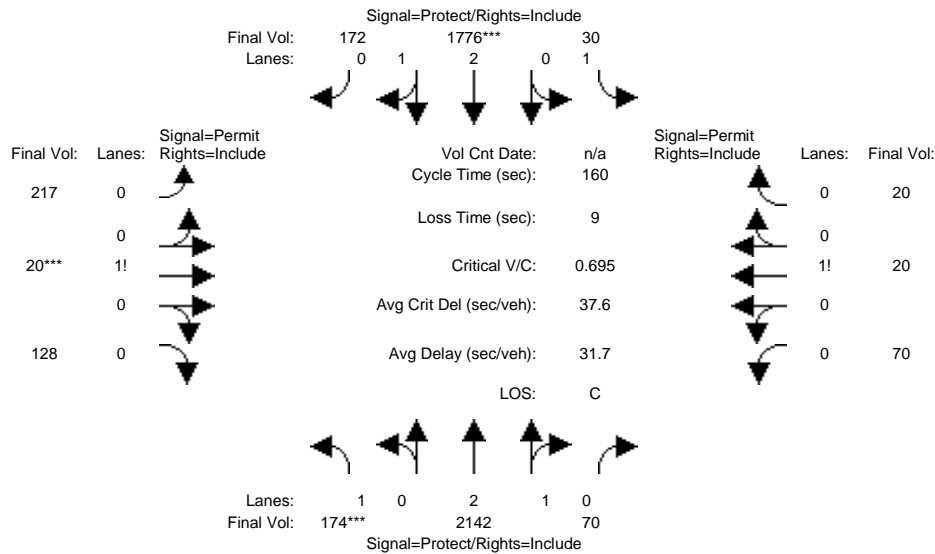 Signal=Protect/Rights=Include
Final Vol: 172 1776*** 30
Lanes: 0 1 2 0 1
Signal=Permit Signal=Permit
Final Vol: Lanes: Rights=Include Vol Cnt Date: n/a Rights=Include Lanes: Final Vol:
Cycle Time (sec): 160
217 0 0 20
Loss Time (sec): 9
0 0
20*** 1! Critical V/C: 0.695 1! 20
0 Avg Crit Del (sec/veh): 37.6 0
128 0 Avg Delay (sec/veh): 31.7 0 70
LOS: C
Lanes: 1 0 2 1 0
Final Vol: 174*** 2142 70
Signal=Protect/Rights=Include